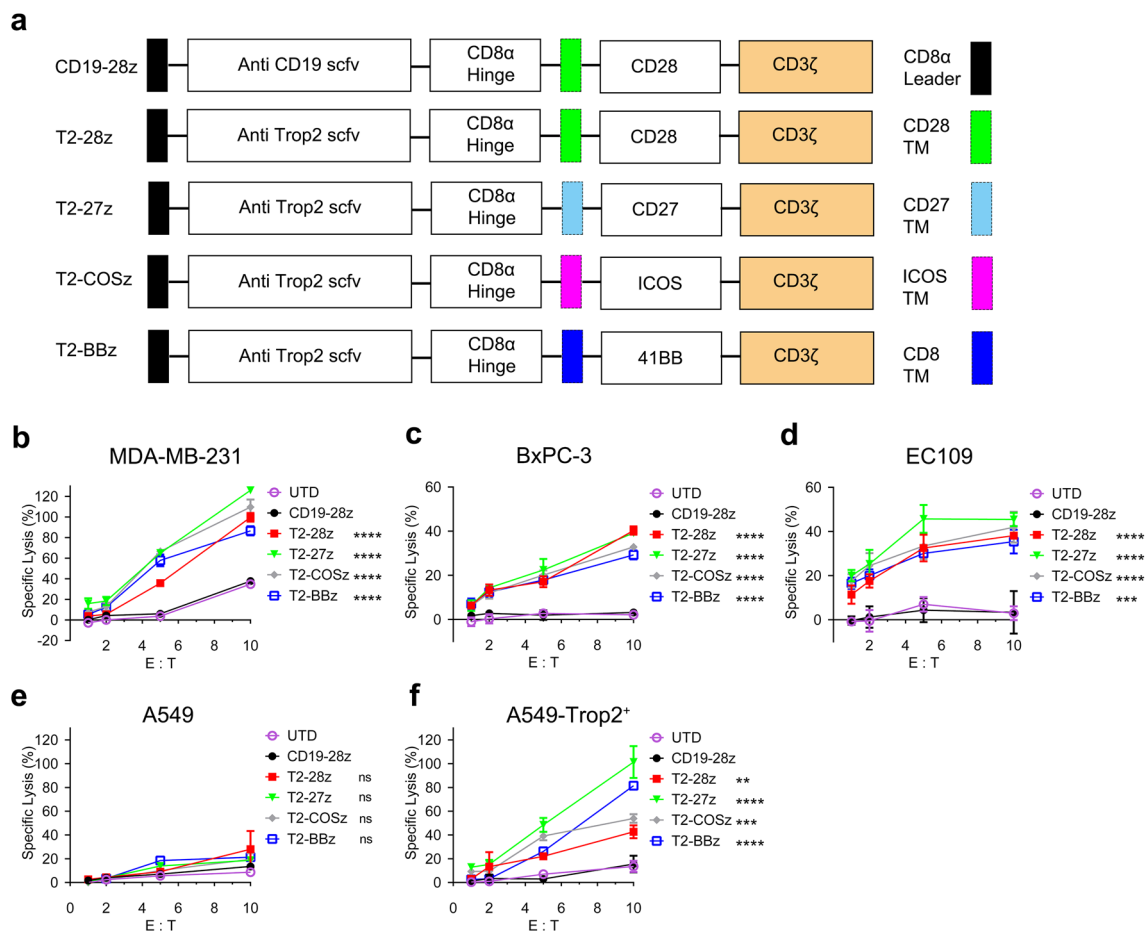 a
CD19-28z
Anti CD19 scfv
CD8α
Hinge
CD28
CD3ζ
CD8α
Leader
T2-28z
Anti Trop2 scfv
CD8α
Hinge
CD28
CD3ζ
CD28
TM
T2-27z
Anti Trop2 scfv
CD8α
Hinge
CD27
CD3ζ
CD27
TM
T2-COSz
Anti Trop2 scfv
CD8α
Hinge
ICOS
CD3ζ
ICOS
TM
T2-BBz
Anti Trop2 scfv
CD8α
Hinge
41BB
CD3ζ
CD8
TM
b
MDA-MB-231
Specific Lysis (%)
120
100
80
60
40
20
0
-20
0 2 4 6 8 10
E : T
UTD
CD19-28z
T2-28z ****
T2-27z ****
T2-COSz ****
T2-BBz ****
c
BxPC-3
Specific Lysis (%)
60
40
20
0
0 2 4 6 8 10
E : T
UTD
CD19-28z
T2-28z ****
T2-27z ****
T2-COSz ****
T2-BBz ****
d
EC109
Specific Lysis (%)
60
40
20
0
0 2 4 6 8 10
E : T
UTD
CD19-28z
T2-28z ****
T2-27z ****
T2-COSz ****
T2-BBz ***
e
A549
Specific Lysis (%)
120
100
80
60
40
20
0
0 2 4 6 8 10
E : T
UTD
CD19-28z
T2-28z ns
T2-27z ns
T2-COSz ns
T2-BBz ns
f
A549-Trop2⁺
Specific Lysis (%)
120
100
80
60
40
20
0
0 2 4 6 8 10
E : T
UTD
CD19-28z
T2-28z **
T2-27z ****
T2-COSz ***
T2-BBz ****